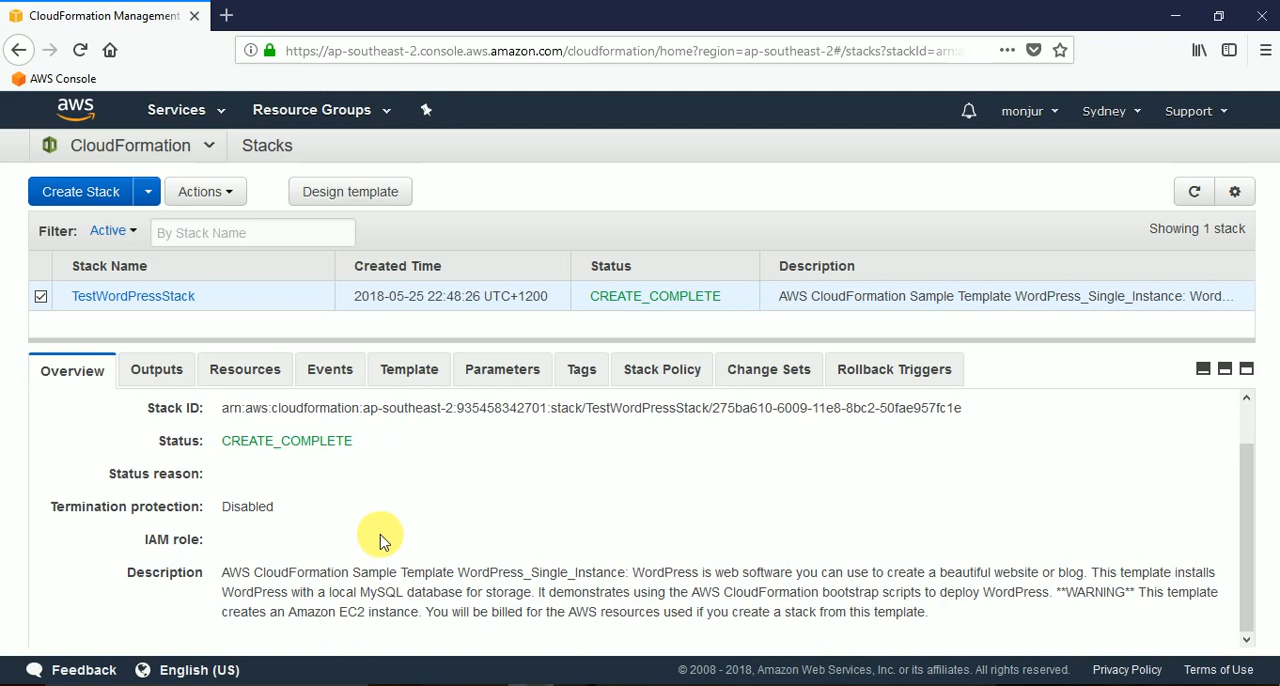 CloudFormation Management
https://ap-southeast-2.console.aws.amazon.com/cloudformation/home?region=ap-southeast-2#/stacks?stackId=arn:a
AWS Console
aws Services Resource Groups monjur Sydney Support
CloudFormation Stacks
Create Stack Actions Design template
Filter: Active By Stack Name Showing 1 stack
Stack Name Created Time Status Description
TestWordPressStack 2018-05-25 22:48:26 UTC+1200 CREATE_COMPLETE AWS CloudFormation Sample Template WordPress_Single_Instance: Word...
Overview Outputs Resources Events Template Parameters Tags Stack Policy Change Sets Rollback Triggers
Stack ID: arn:aws:cloudformation:ap-southeast-2:935458342701:stack/TestWordPressStack/275ba610-6009-11e8-8bc2-50fae957fc1e
Status: CREATE_COMPLETE
Status reason:
Termination protection: Disabled
IAM role:
Description AWS CloudFormation Sample Template WordPress_Single_Instance: WordPress is web software you can use to create a beautiful website or blog. This template installs
WordPress with a local MySQL database for storage. It demonstrates using the AWS CloudFormation bootstrap scripts to deploy WordPress. **WARNING** This template
creates an Amazon EC2 instance. You will be billed for the AWS resources used if you create a stack from this template.
Feedback English (US) © 2008 - 2018, Amazon Web Services, Inc. or its affiliates. All rights reserved. Privacy Policy Terms of Use